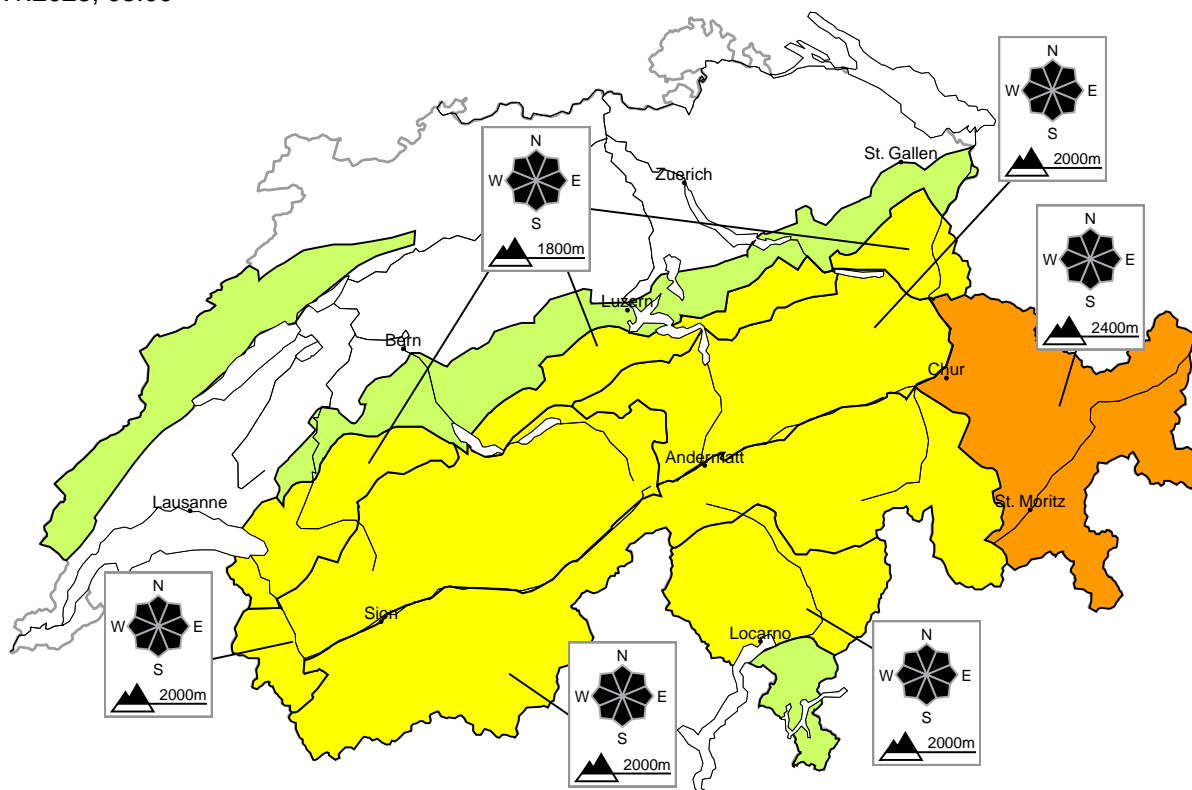 N
W E
S
2000m
N
W E
S
1800m
St. Gallen
Zuerich
N
W E
S
2400m
Luzern
Bern
Chur
Andermatt
Lausanne
St. Moritz
N
W E
S
2000m
Sion
Locarno
N
W E
S
2000m
N
W E
S
2000m